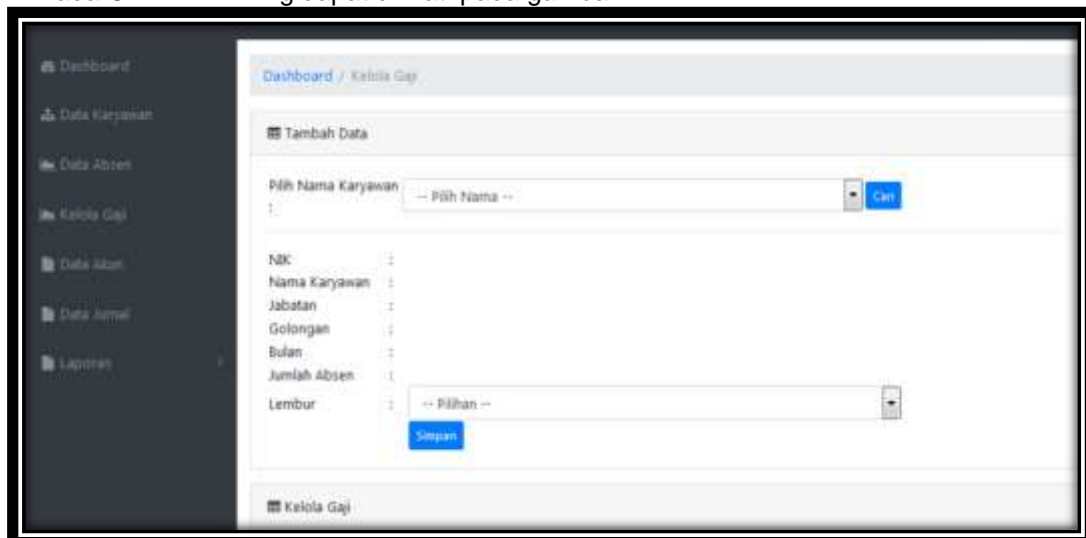 Dashboard
Data Karyawan
Data Absen
Kelola Gaji
Data Akun
Data Jurnal
Laporan
Dashboard / Kelola Gaji
Tambah Data
Pilih Nama Karyawan
:
-- Pilih Nama --
Cari
NIK :
Nama Karyawan :
Jabatan :
Golongan :
Bulan :
Jumlah Absen :
Lembur : -- Pilihan --
Simpan
Kelola Gaji